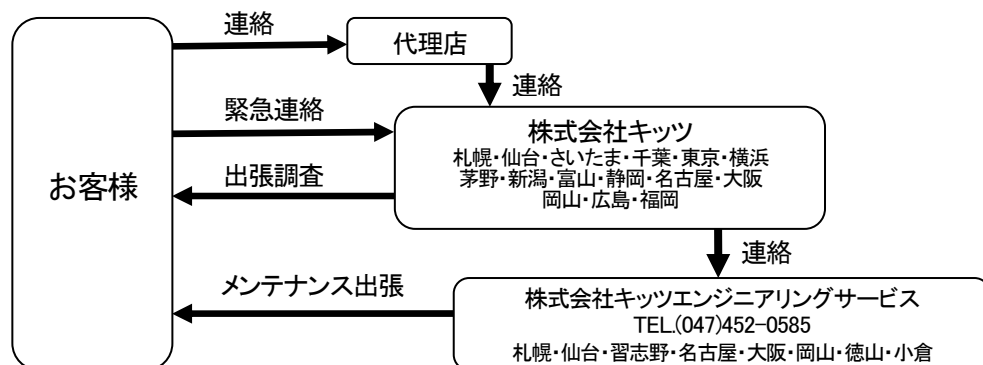 連絡
代理店
連絡
緊急連絡
株式会社キッツ
札幌・仙台・さいたま・千葉・東京・横浜
茅野・新潟・富山・静岡・名古屋・大阪
岡山・広島・福岡
出張調査
お客様
連絡
メンテナンス出張
株式会社キッツエンジニアリングサービス
TEL.(047)452-0585
札幌・仙台・習志野・名古屋・大阪・岡山・徳山・小倉